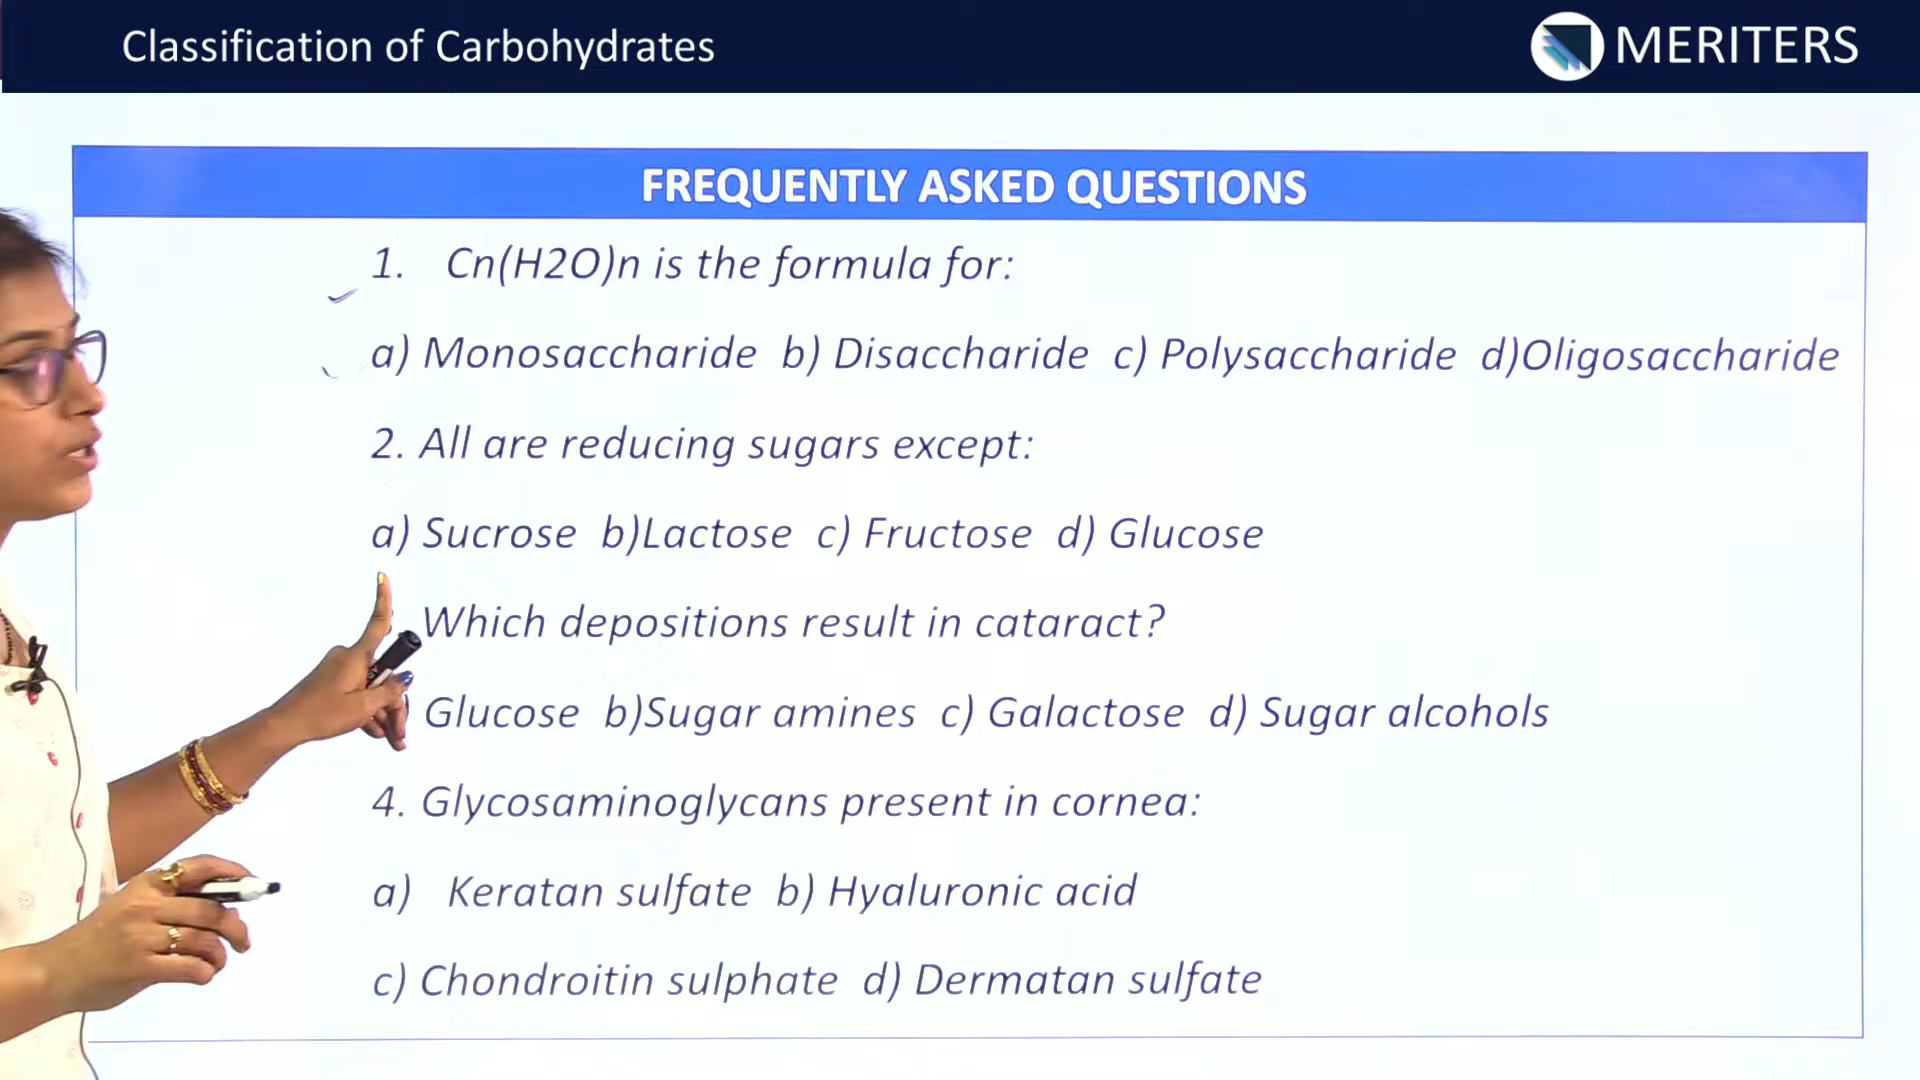 Classification of Carbohydrates
MERITERS
FREQUENTLY ASKED QUESTIONS
1. Cn(H2O)n is the formula for:
a) Monosaccharide b) Disaccharide c) Polysaccharide d)Oligosaccharide
2. All are reducing sugars except:
a) Sucrose b)Lactose c) Fructose d) Glucose
Which depositions result in cataract?
) Glucose b)Sugar amines c) Galactose d) Sugar alcohols
4. Glycosaminoglycans present in cornea:
a) Keratan sulfate b) Hyaluronic acid
c) Chondroitin sulphate d) Dermatan sulfate